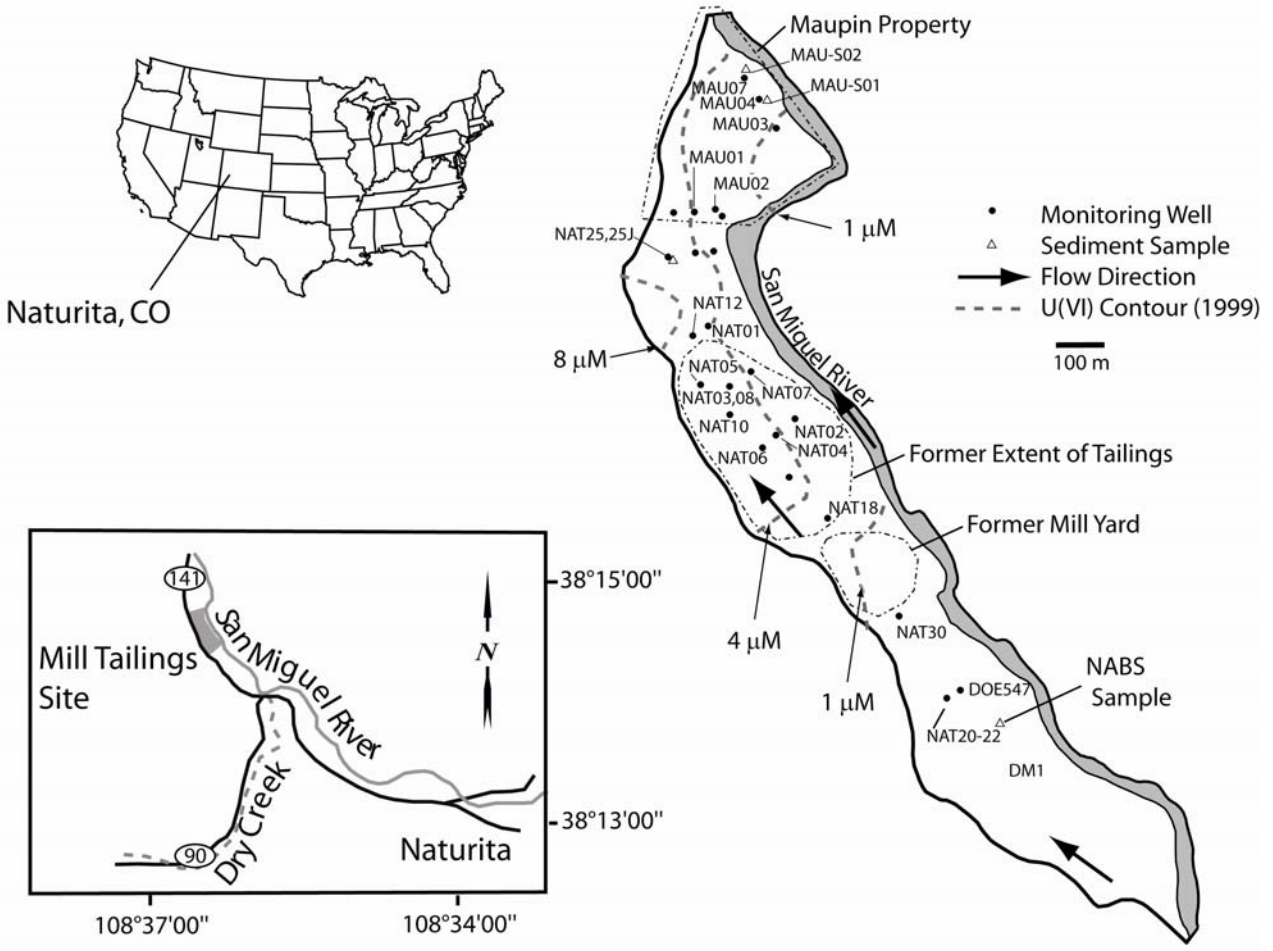 Naturita, CO
Maupin Property
MAU-S02
MAU07
MAU-S01
MAU04
MAU03
MAU01
MAU02
1 μM
NAT25,25J
San Miguel River
NAT12
NAT01
8 μM
NAT05
NAT07
NAT03,08
NAT10
NAT02
NAT04
NAT06
Former Extent of Tailings
NAT18
Former Mill Yard
4 μM
NAT30
1 μM
NABS
Sample
DOE547
NAT20-22
DM1
Monitoring Well
Sediment Sample
Flow Direction
U(VI) Contour (1999)
100 m
141
San Miguel River
Mill Tailings
Site
N
Dry Creek
90
Naturita
38°15'00"
38°13'00"
108°37'00"
108°34'00"